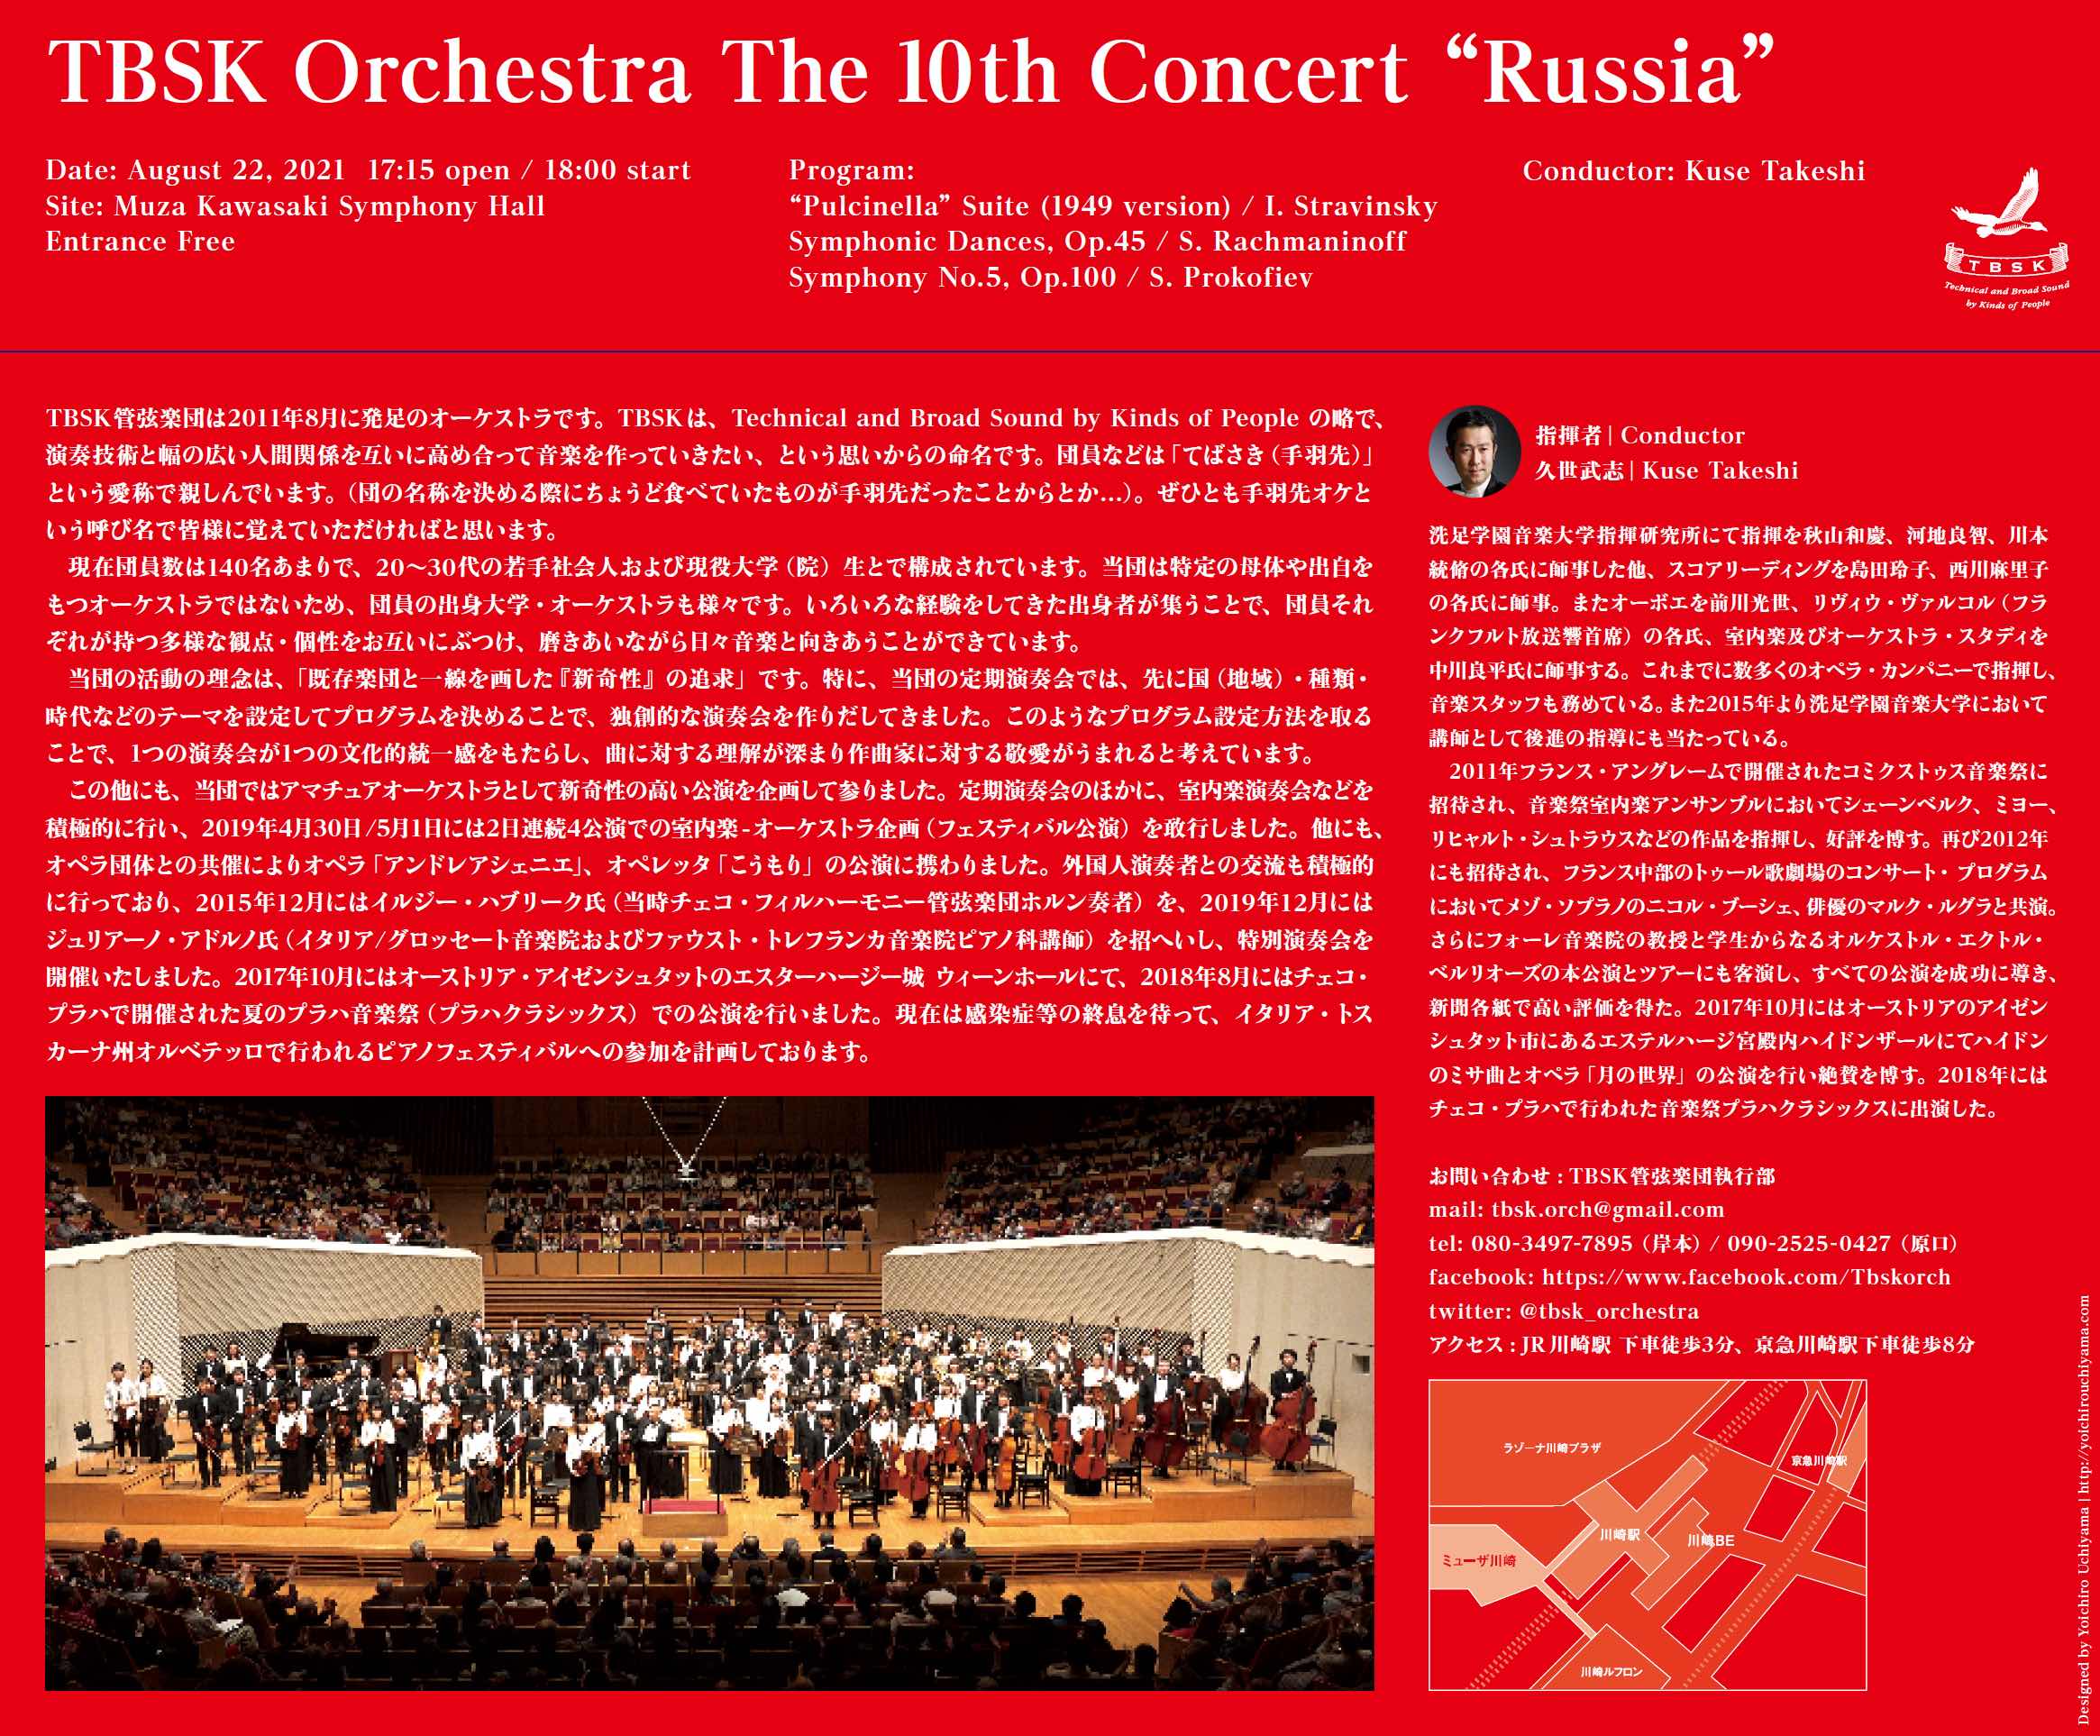 TBSK Orchestra The 10th Concert “Russia”
Date: August 22, 2021  17:15 open / 18:00 start
Site: Muza Kawasaki Symphony Hall
Entrance Free
Program:
“Pulcinella” Suite (1949 version) / I. Stravinsky
Symphonic Dances, Op.45 / S. Rachmaninoff
Symphony No.5, Op.100 / S. Prokofiev
Conductor: Kuse Takeshi
TBSK
Technical and Broad Sound
by Kinds of People
TBSK管弦楽団は2011年8月に発足のオーケストラです。TBSKは、Technical and Broad Sound by Kinds of People の略で、
演奏技術と幅の広い人間関係を互いに高め合って音楽を作っていきたい、という思いからの命名です。団員などは「てばさき（手羽先）」
という愛称で親しんでいます。（団の名称を決める際にちょうど食べていたものが手羽先だったことからとか…）。ぜひとも手羽先オケと
いう呼び名で皆様に覚えていただければと思います。
　現在団員数は140名あまりで、20〜30代の若手社会人および現役大学（院）生とで構成されています。当団は特定の母体や出自を
もつオーケストラではないため、団員の出身大学・オーケストラも様々です。いろいろな経験をしてきた出身者が集うことで、団員それ
ぞれが持つ多様な観点・個性をお互いにぶつけ、磨きあいながら日々音楽と向きあうことができています。
　当団の活動の理念は、「既存楽団と一線を画した『新奇性』の追求」です。特に、当団の定期演奏会では、先に国（地域）・種類・
時代などのテーマを設定してプログラムを決めることで、独創的な演奏会を作りだしてきました。このようなプログラム設定方法を取る
ことで、1つの演奏会が1つの文化的統一感をもたらし、曲に対する理解が深まり作曲家に対する敬愛がうまれると考えています。
　この他にも、当団ではアマチュアオーケストラとして新奇性の高い公演を企画して参りました。定期演奏会のほかに、室内楽演奏会などを
積極的に行い、2019年4月30日/5月1日には2日連続4公演での室内楽-オーケストラ企画（フェスティバル公演）を敢行しました。他にも、
オペラ団体との共催によりオペラ「アンドレアシェニエ」、オペレッタ「こうもり」の公演に携わりました。外国人演奏者との交流も積極的
に行っており、2015年12月にはイルジー・ハブリーク氏（当時チェコ・フィルハーモニー管弦楽団ホルン奏者）を、2019年12月には
ジュリアーノ・アドルノ氏（イタリア/グロッセート音楽院およびファウスト・トレフランカ音楽院ピアノ科講師）を招へいし、特別演奏会を
開催いたしました。2017年10月にはオーストリア・アイゼンシュタットのエスターハージー城 ウィーンホールにて、2018年8月にはチェコ・
プラハで開催された夏のプラハ音楽祭（プラハクラシックス）での公演を行いました。現在は感染症等の終息を待って、イタリア・トス
カーナ州オルベテッロで行われるピアノフェスティバルへの参加を計画しております。
指揮者 | Conductor
久世武志 | Kuse Takeshi
洗足学園音楽大学指揮研究所にて指揮を秋山和慶、河地良智、川本
統脩の各氏に師事した他、スコアリーディングを島田玲子、西川麻里子
の各氏に師事。またオーボエを前川光世、リヴィウ・ヴァルコル（フラ
ンクフルト放送響首席）の各氏、室内楽及びオーケストラ・スタディを
中川良平氏に師事する。これまでに数多くのオペラ・カンパニーで指揮し、
音楽スタッフも務めている。また2015年より洗足学園音楽大学において
講師として後進の指導にも当たっている。
　2011年フランス・アングレームで開催されたコミクストゥス音楽祭に
招待され、音楽祭室内楽アンサンブルにおいてシェーンベルク、ミヨー、
リヒャルト・シュトラウスなどの作品を指揮し、好評を博す。再び2012年
にも招待され、フランス中部のトゥール歌劇場のコンサート・プログラム
においてメゾ・ソプラノのニコル・ブーシェ、俳優のマルク・ルグラと共演。
さらにフォーレ音楽院の教授と学生からなるオルケストル・エクトル・
ベルリオーズの本公演とツアーにも客演し、すべての公演を成功に導き、
新聞各紙で高い評価を得た。2017年10月にはオーストリアのアイゼン
シュタット市にあるエステルハージ宮殿内ハイドンザールにてハイドン
のミサ曲とオペラ「月の世界」の公演を行い絶賛を博す。2018年には
チェコ・プラハで行われた音楽祭プラハクラシックスに出演した。
お問い合わせ : TBSK管弦楽団執行部
mail: tbsk.orch@gmail.com
tel: 080-3497-7895（岸本）/ 090-2525-0427（原口）
facebook: https://www.facebook.com/Tbskorch
twitter: @tbsk_orchestra
アクセス : JR川崎駅 下車徒歩3分、京急川崎駅下車徒歩8分
ラゾーナ川崎プラザ
京急川崎駅
川崎駅
川崎BE
ミューザ川崎
川崎ルフロン
Designed by Yoichiro Uchiyama | http://yoichirouchiyama.com